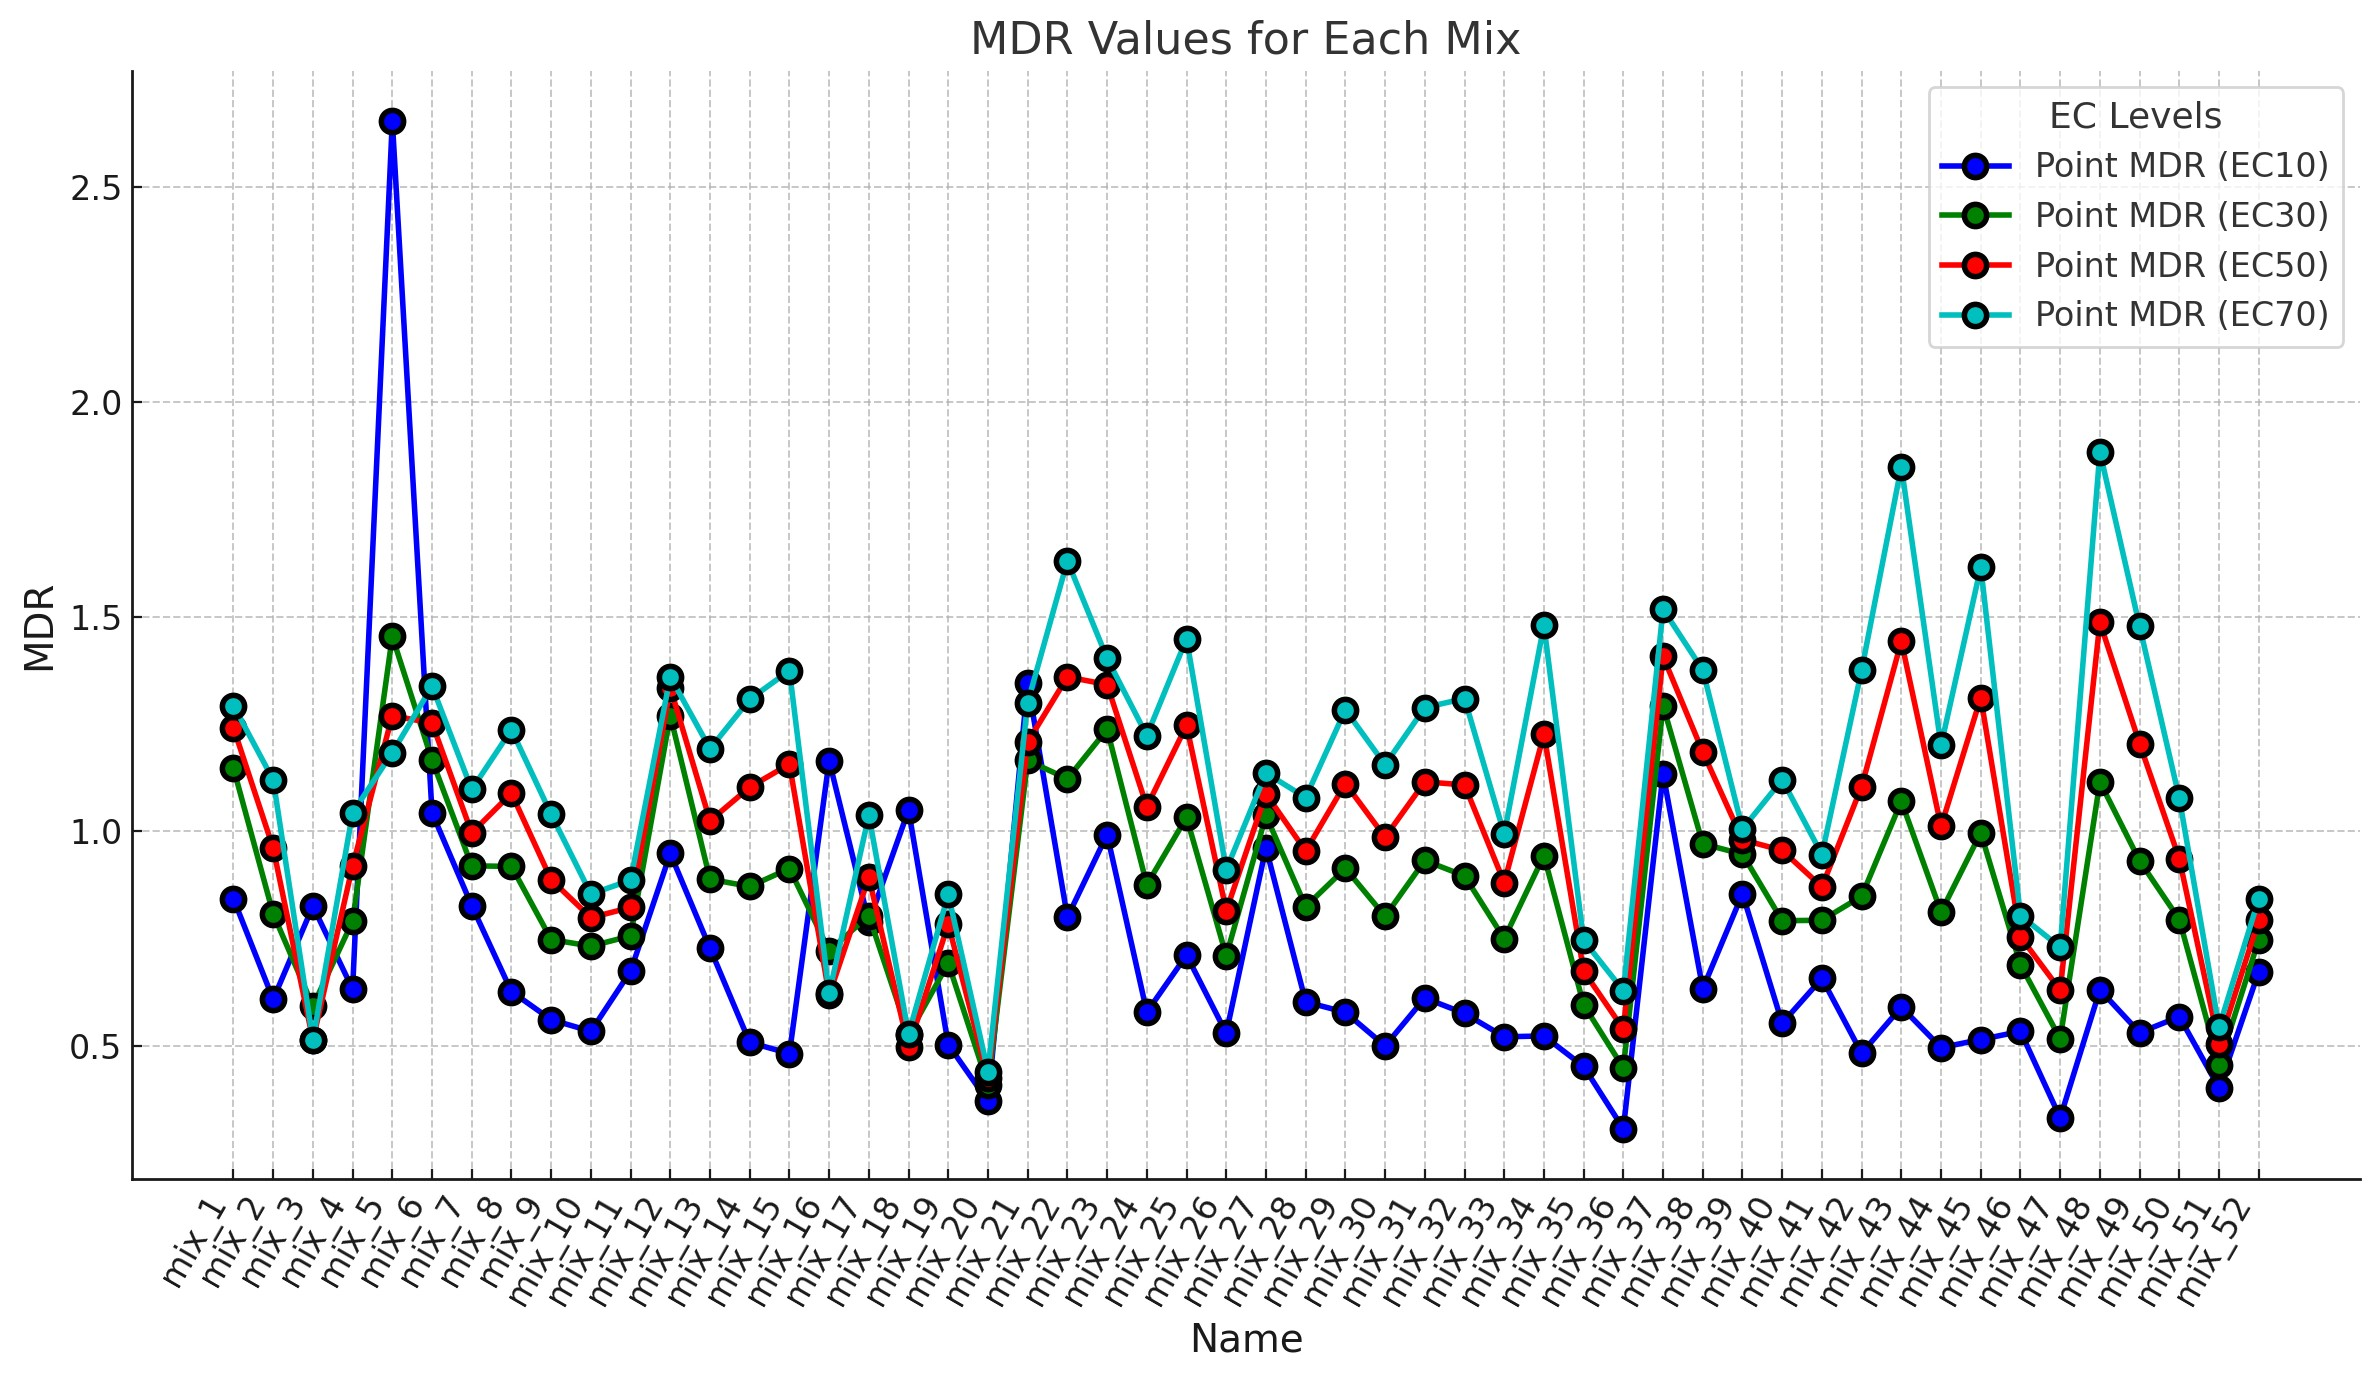 MDR Values for Each Mix
EC Levels
Point MDR (EC10)
Point MDR (EC30)
Point MDR (EC50)
Point MDR (EC70)
MDR
2.5
2.0
1.5
1.0
0.5
mix_1
mix_2
mix_3
mix_4
mix_5
mix_6
mix_7
mix_8
mix_9
mix_10
mix_11
mix_12
mix_13
mix_14
mix_15
mix_16
mix_17
mix_18
mix_19
mix_20
mix_21
mix_22
mix_23
mix_24
mix_25
mix_26
mix_27
mix_28
mix_29
mix_30
mix_31
mix_32
mix_33
mix_34
mix_35
mix_36
mix_37
mix_38
mix_39
mix_40
mix_41
mix_42
mix_43
mix_44
mix_45
mix_46
mix_47
mix_48
mix_49
mix_50
mix_51
mix_52
Name